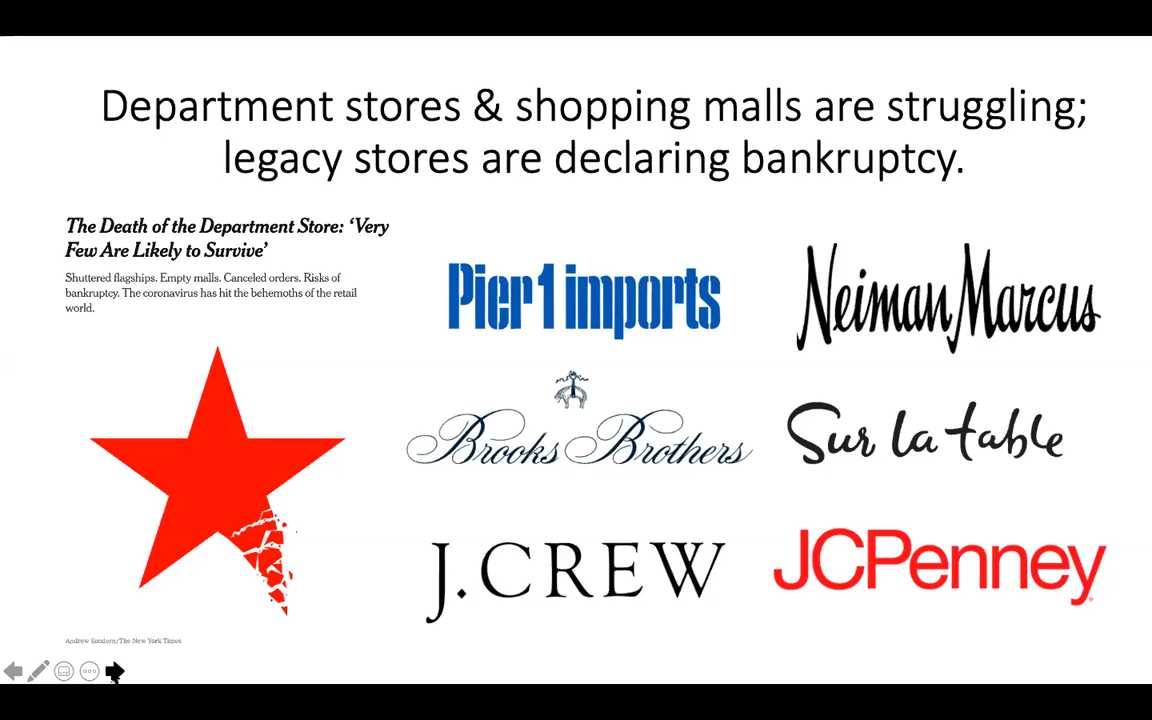 Department stores & shopping malls are struggling;
legacy stores are declaring bankruptcy.
The Death of the Department Store: ‘Very
Few Are Likely to Survive’
Shuttered flagships. Empty malls. Canceled orders. Risks of
bankruptcy. The coronavirus has hit the behemoths of the retail
world.
Andrew Sondern/The New York Times
Pier 1 imports
Neiman Marcus
Brooks Brothers
Sur la table
J.CREW
JCPenney